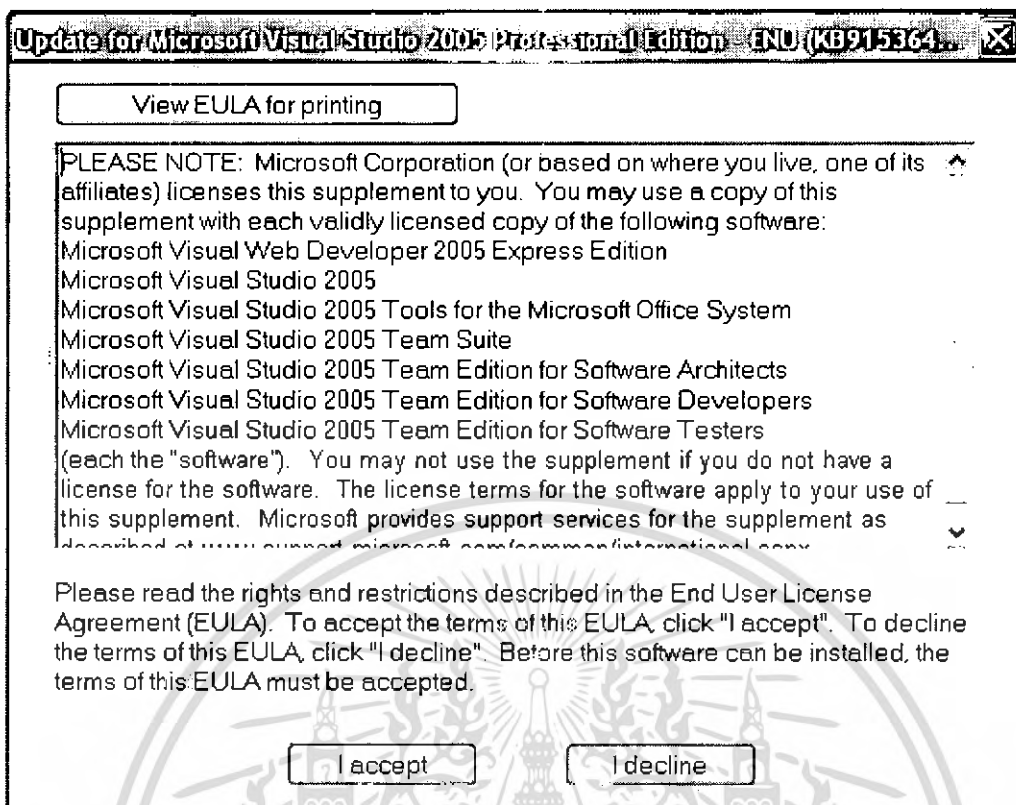 Update for Microsoft Visual Studio 2005 Professional Edition - ENU (KB915364...
View EULA for printing
PLEASE NOTE: Microsoft Corporation (or based on where you live, one of its
affiliates) licenses this supplement to you. You may use a copy of this
supplement with each validly licensed copy of the following software:
Microsoft Visual Web Developer 2005 Express Edition
Microsoft Visual Studio 2005
Microsoft Visual Studio 2005 Tools for the Microsoft Office System
Microsoft Visual Studio 2005 Team Suite
Microsoft Visual Studio 2005 Team Edition for Software Architects
Microsoft Visual Studio 2005 Team Edition for Software Developers
Microsoft Visual Studio 2005 Team Edition for Software Testers
(each the "software"). You may not use the supplement if you do not have a
license for the software. The license terms for the software apply to your use of
this supplement. Microsoft provides support services for the supplement as
Please read the rights and restrictions described in the End User License
Agreement (EULA). To accept the terms of this EULA, click "I accept". To decline
the terms of this EULA, click "I decline". Before this software can be installed, the
terms of this EULA must be accepted.
I accept
I decline